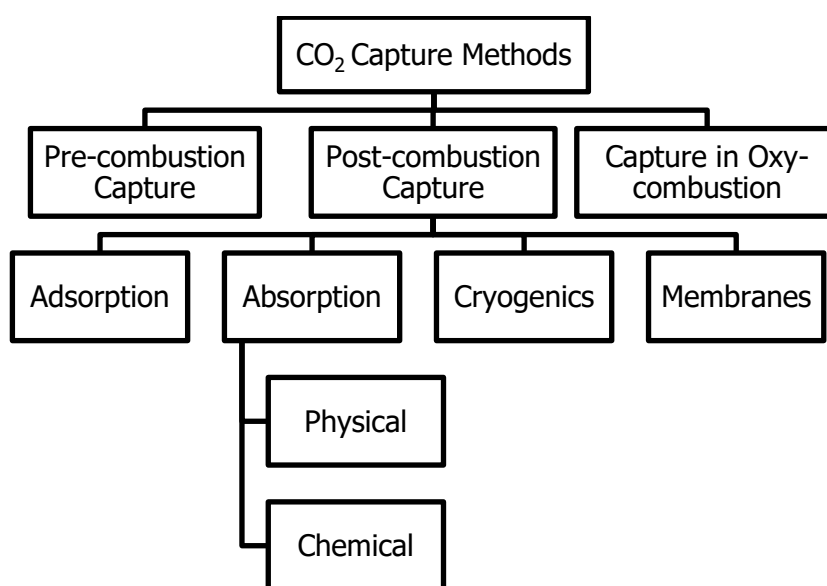 CO₂ Capture Methods
Pre-combustion
Capture
Post-combustion
Capture
Capture in Oxy-
combustion
Adsorption
Absorption
Cryogenics
Membranes
Physical
Chemical